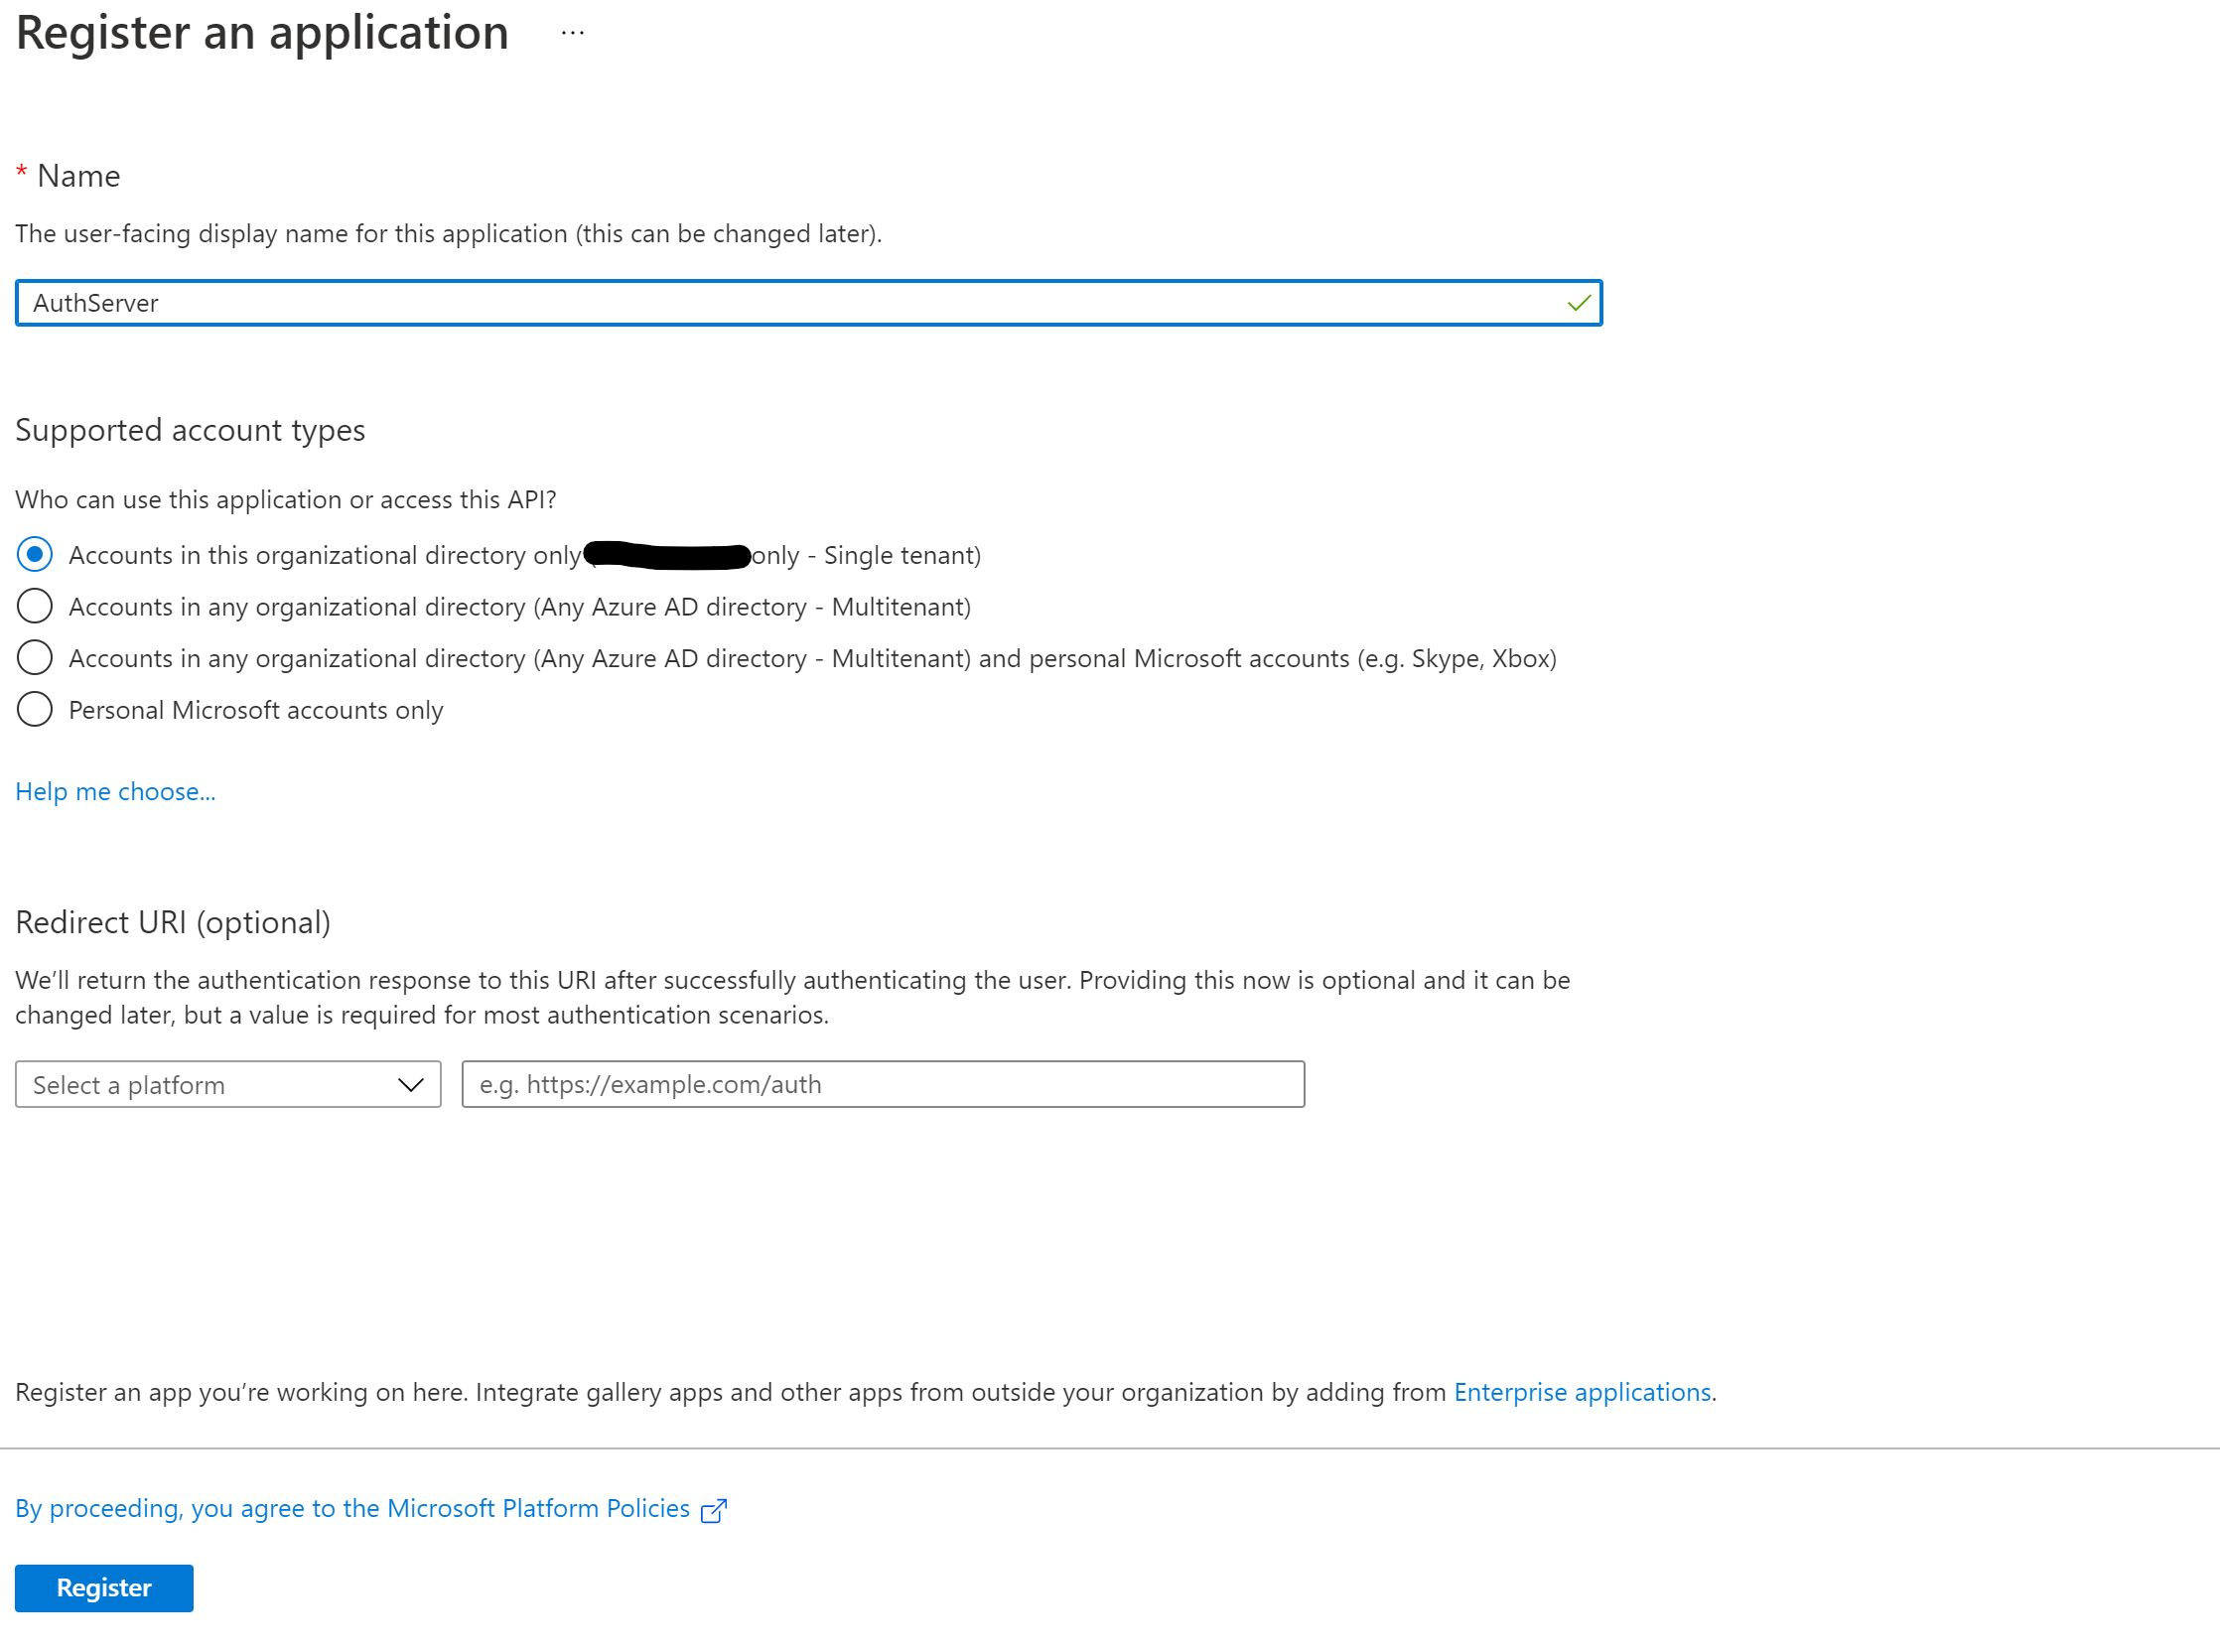 Register an application ...
* Name
The user-facing display name for this application (this can be changed later).
AuthServer
Supported account types
Who can use this application or access this API?
Accounts in this organizational directory only only - Single tenant)
Accounts in any organizational directory (Any Azure AD directory - Multitenant)
Accounts in any organizational directory (Any Azure AD directory - Multitenant) and personal Microsoft accounts (e.g. Skype, Xbox)
Personal Microsoft accounts only
Help me choose...
Redirect URI (optional)
We’ll return the authentication response to this URI after successfully authenticating the user. Providing this now is optional and it can be
changed later, but a value is required for most authentication scenarios.
Select a platform e.g. https://example.com/auth
Register an app you’re working on here. Integrate gallery apps and other apps from outside your organization by adding from Enterprise applications.
By proceeding, you agree to the Microsoft Platform Policies
Register